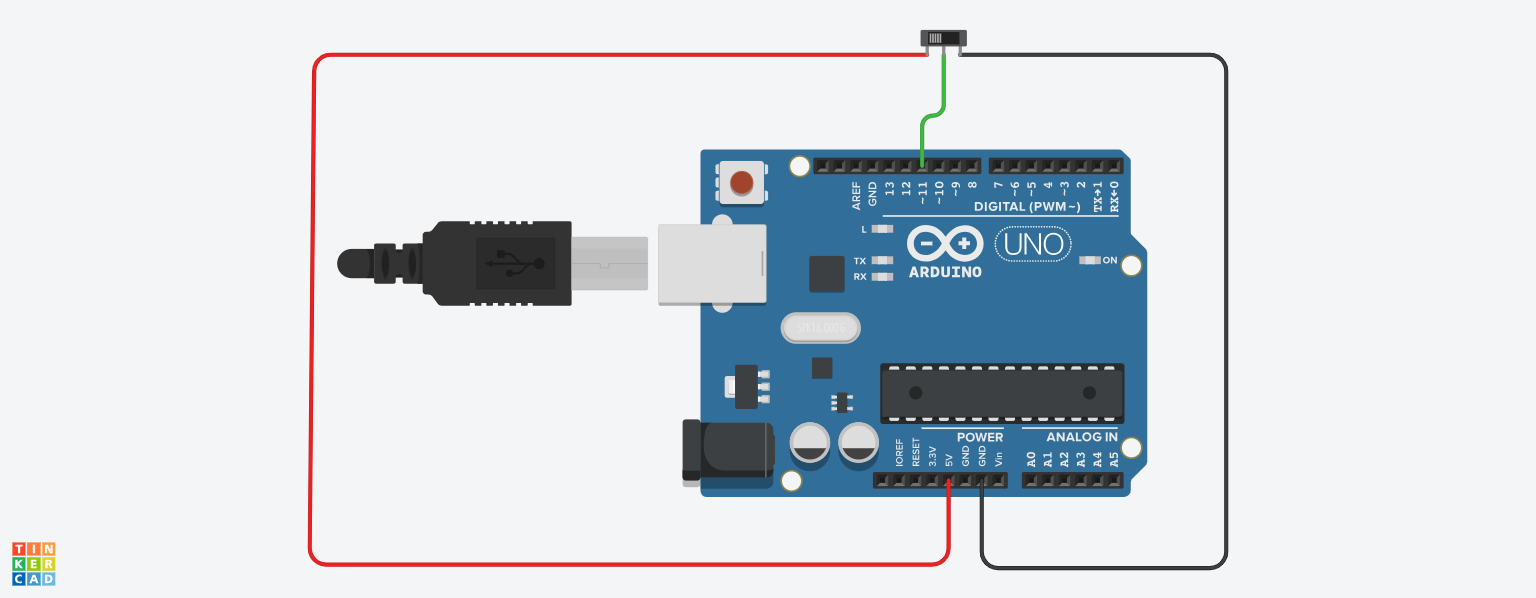 AREF
GND
13
12
~11
~10
~9
8
7
~6
~5
4
~3
2
TX→1
RX←0
DIGITAL (PWM~)
L
TX
RX
ARDUINO
UNO
ON
IOREF
RESET
3.3V
5V
GND
GND
Vin
POWER
ANALOG IN
A0
A1
A2
A3
A4
A5
TIN
KER
CAD